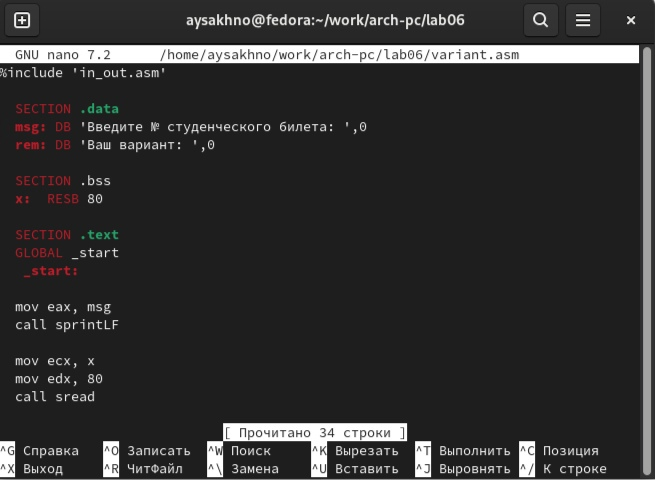 aysakhno@fedora:~/work/arch-pc/lab06
GNU nano 7.2 /home/aysakhno/work/arch-pc/lab06/variant.asm
%include 'in_out.asm'
SECTION .data
msg: DB 'Введите № студенческого билета: ',0
rem: DB 'Ваш вариант: ',0
SECTION .bss
x: RESB 80
SECTION .text
GLOBAL _start
_start:
mov eax, msg
call sprintLF
mov ecx, x
mov edx, 80
call sread
[ Прочитано 34 строки ]
^G Справка ^O Записать ^W Поиск ^K Вырезать ^T Выполнить ^C Позиция
^X Выход ^R ЧитФайл ^\ Замена ^U Вставить ^J Выровнять ^/ К строке